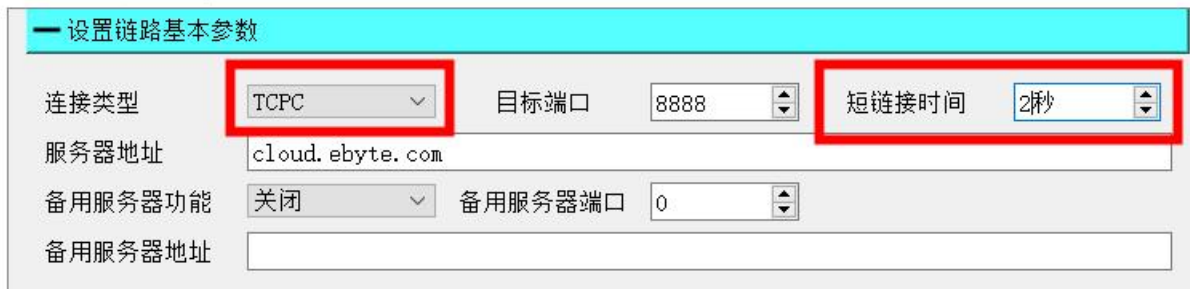 设置链路基本参数
连接类型 TCPC 目标端口 8888 短链接时间 2秒
服务器地址 cloud.ebyte.com
备用服务器功能 关闭 备用服务器端口 0
备用服务器地址